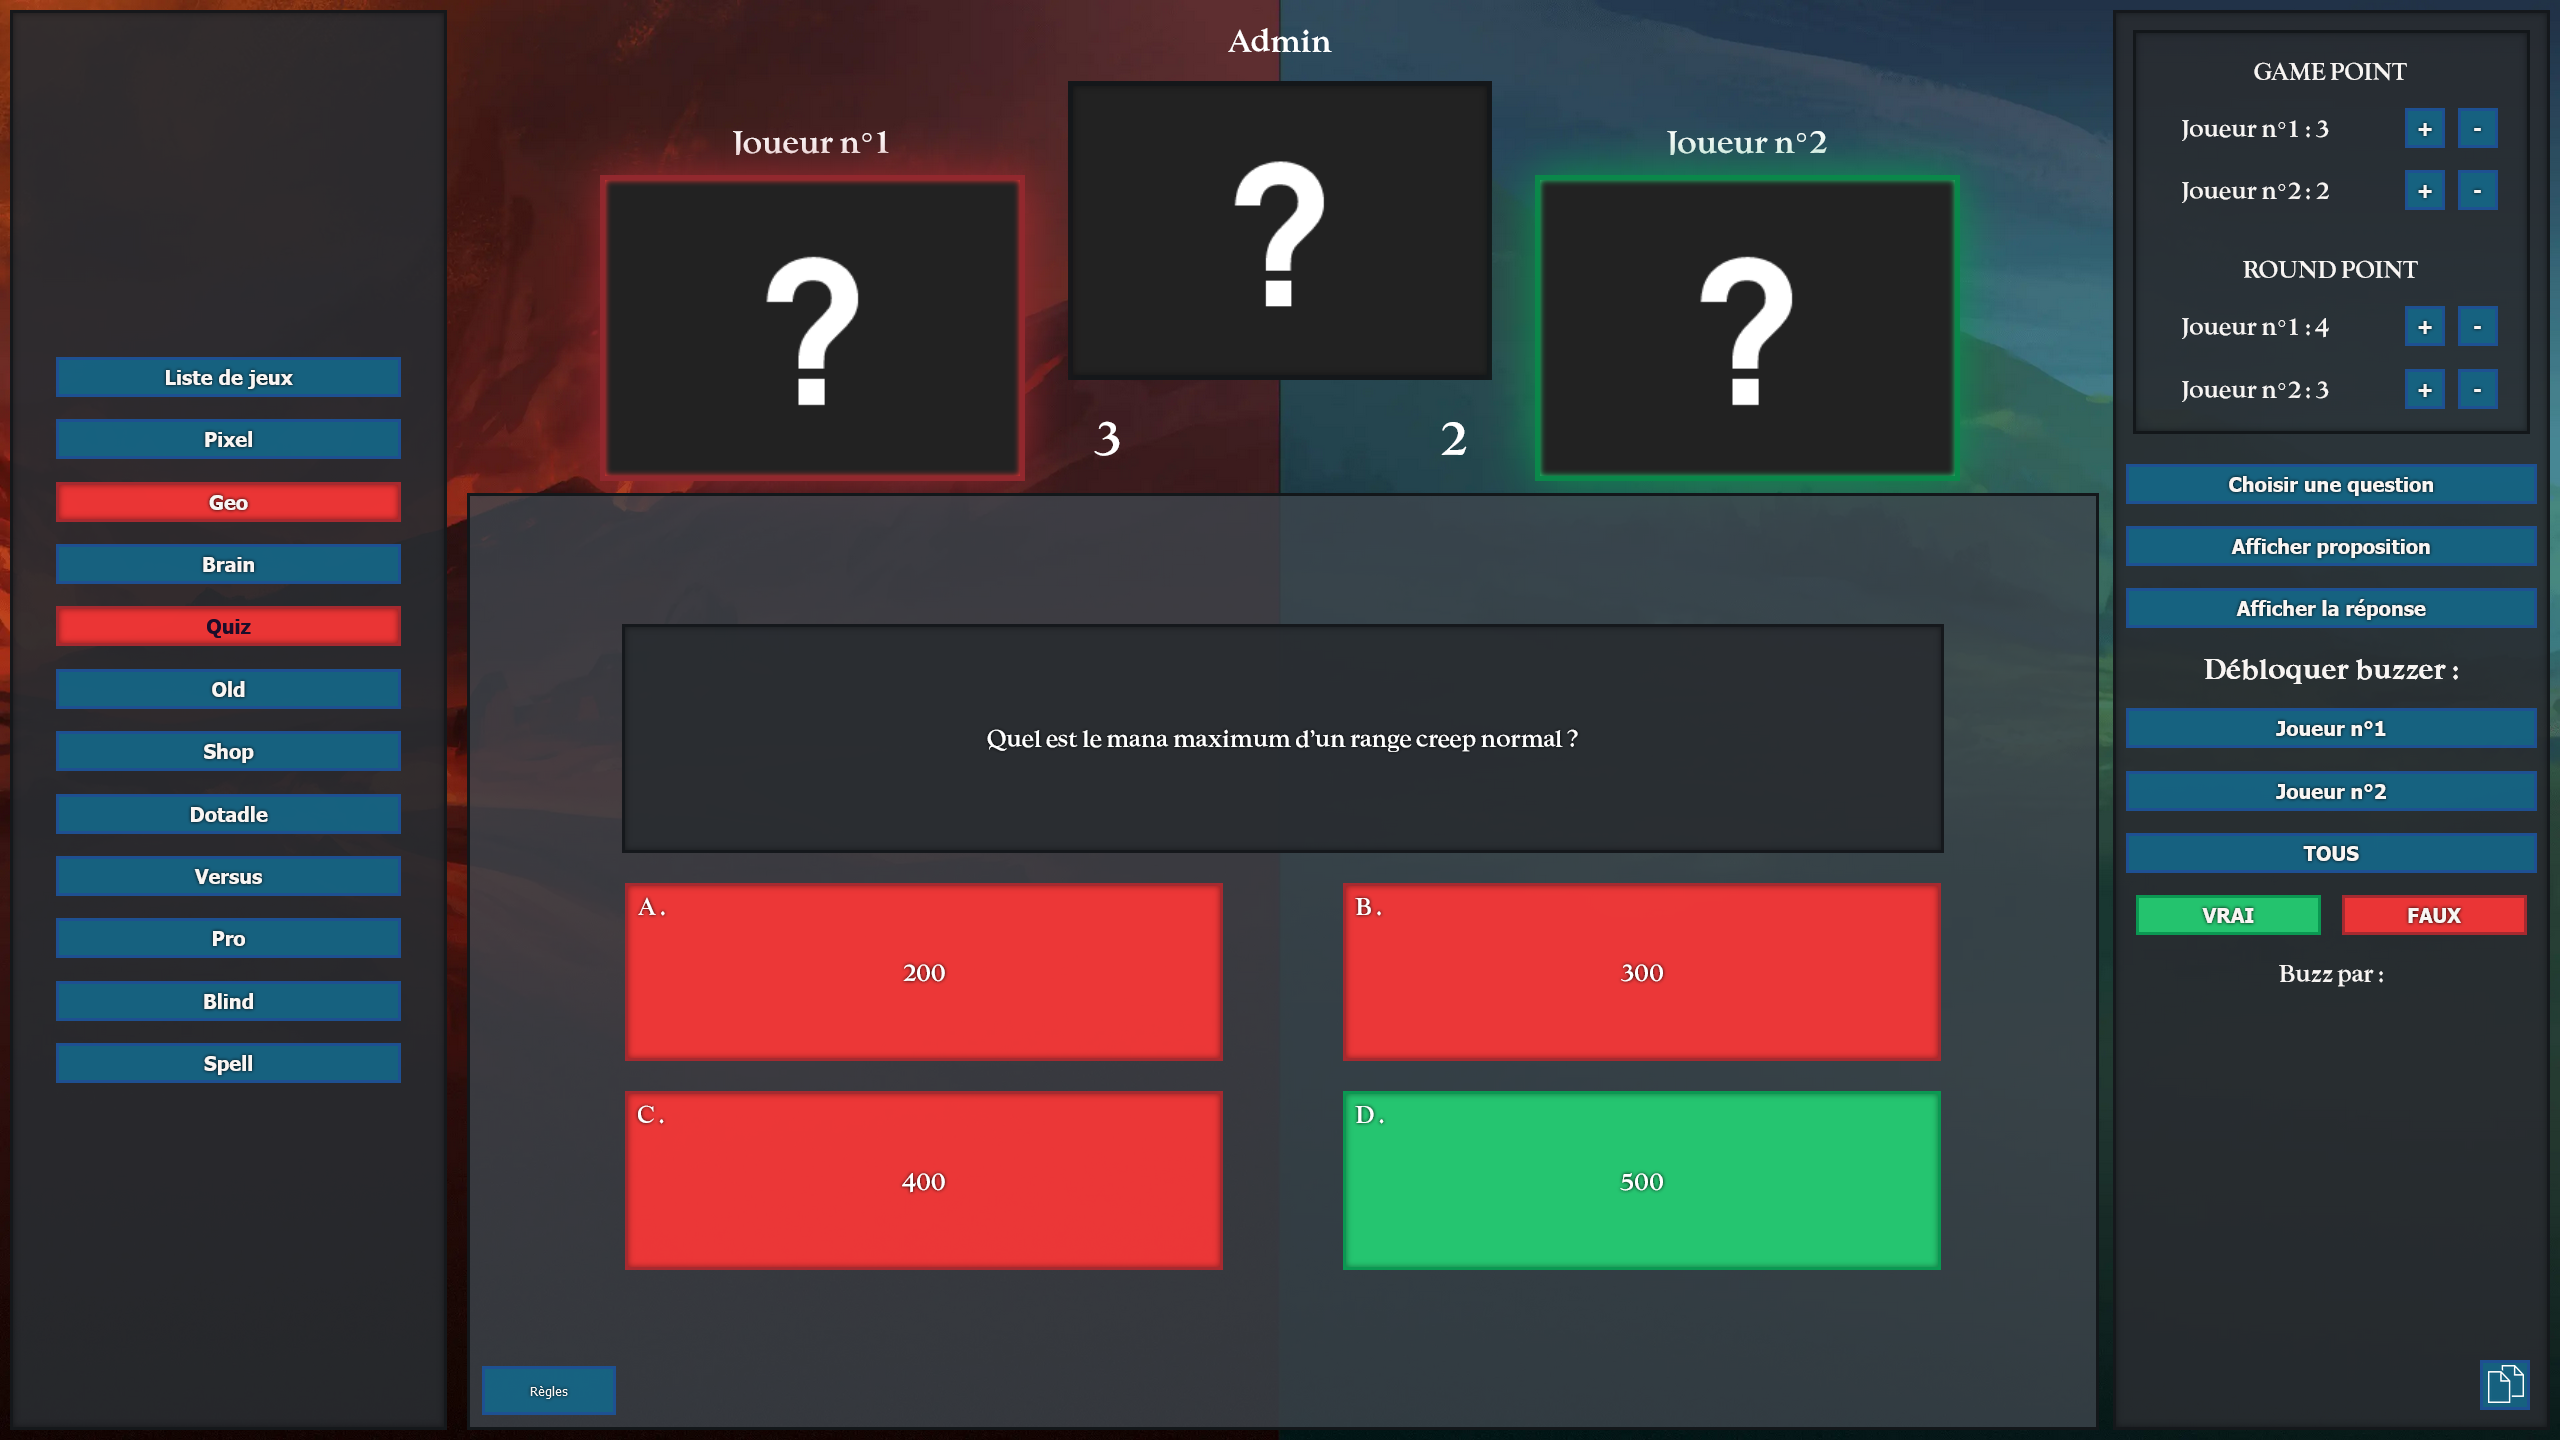 Liste de jeux
Pixel
Geo
Brain
Quiz
Old
Shop
Dotadle
Versus
Pro
Blind
Spell
Admin
Joueur n°1
?
?
Joueur n°2
?
3
2
Quel est le mana maximum d'un range creep normal ?
A .
200
B .
300
C .
400
D .
500
Règles
GAME POINT
Joueur n°1 : 3 + -
Joueur n°2 : 2 + -
ROUND POINT
Joueur n°1 : 4 + -
Joueur n°2 : 3 + -
Choisir une question
Afficher proposition
Afficher la réponse
Débloquer buzzer :
Joueur n°1
Joueur n°2
TOUS
VRAI FAUX
Buzz par :